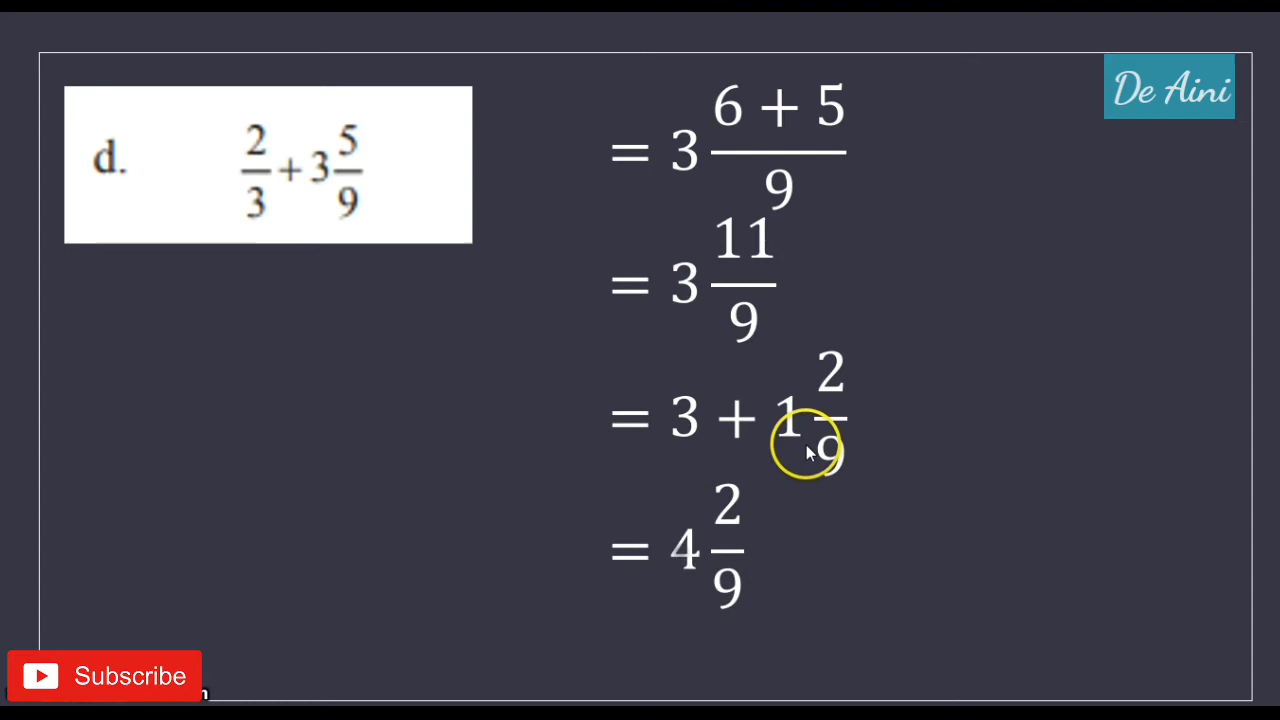 De Aini
d. 2/3 + 3 5/9
= 3 (6 + 5)/9
= 3 11/9
= 3 + 1 2/9
= 4 2/9
Subscribe